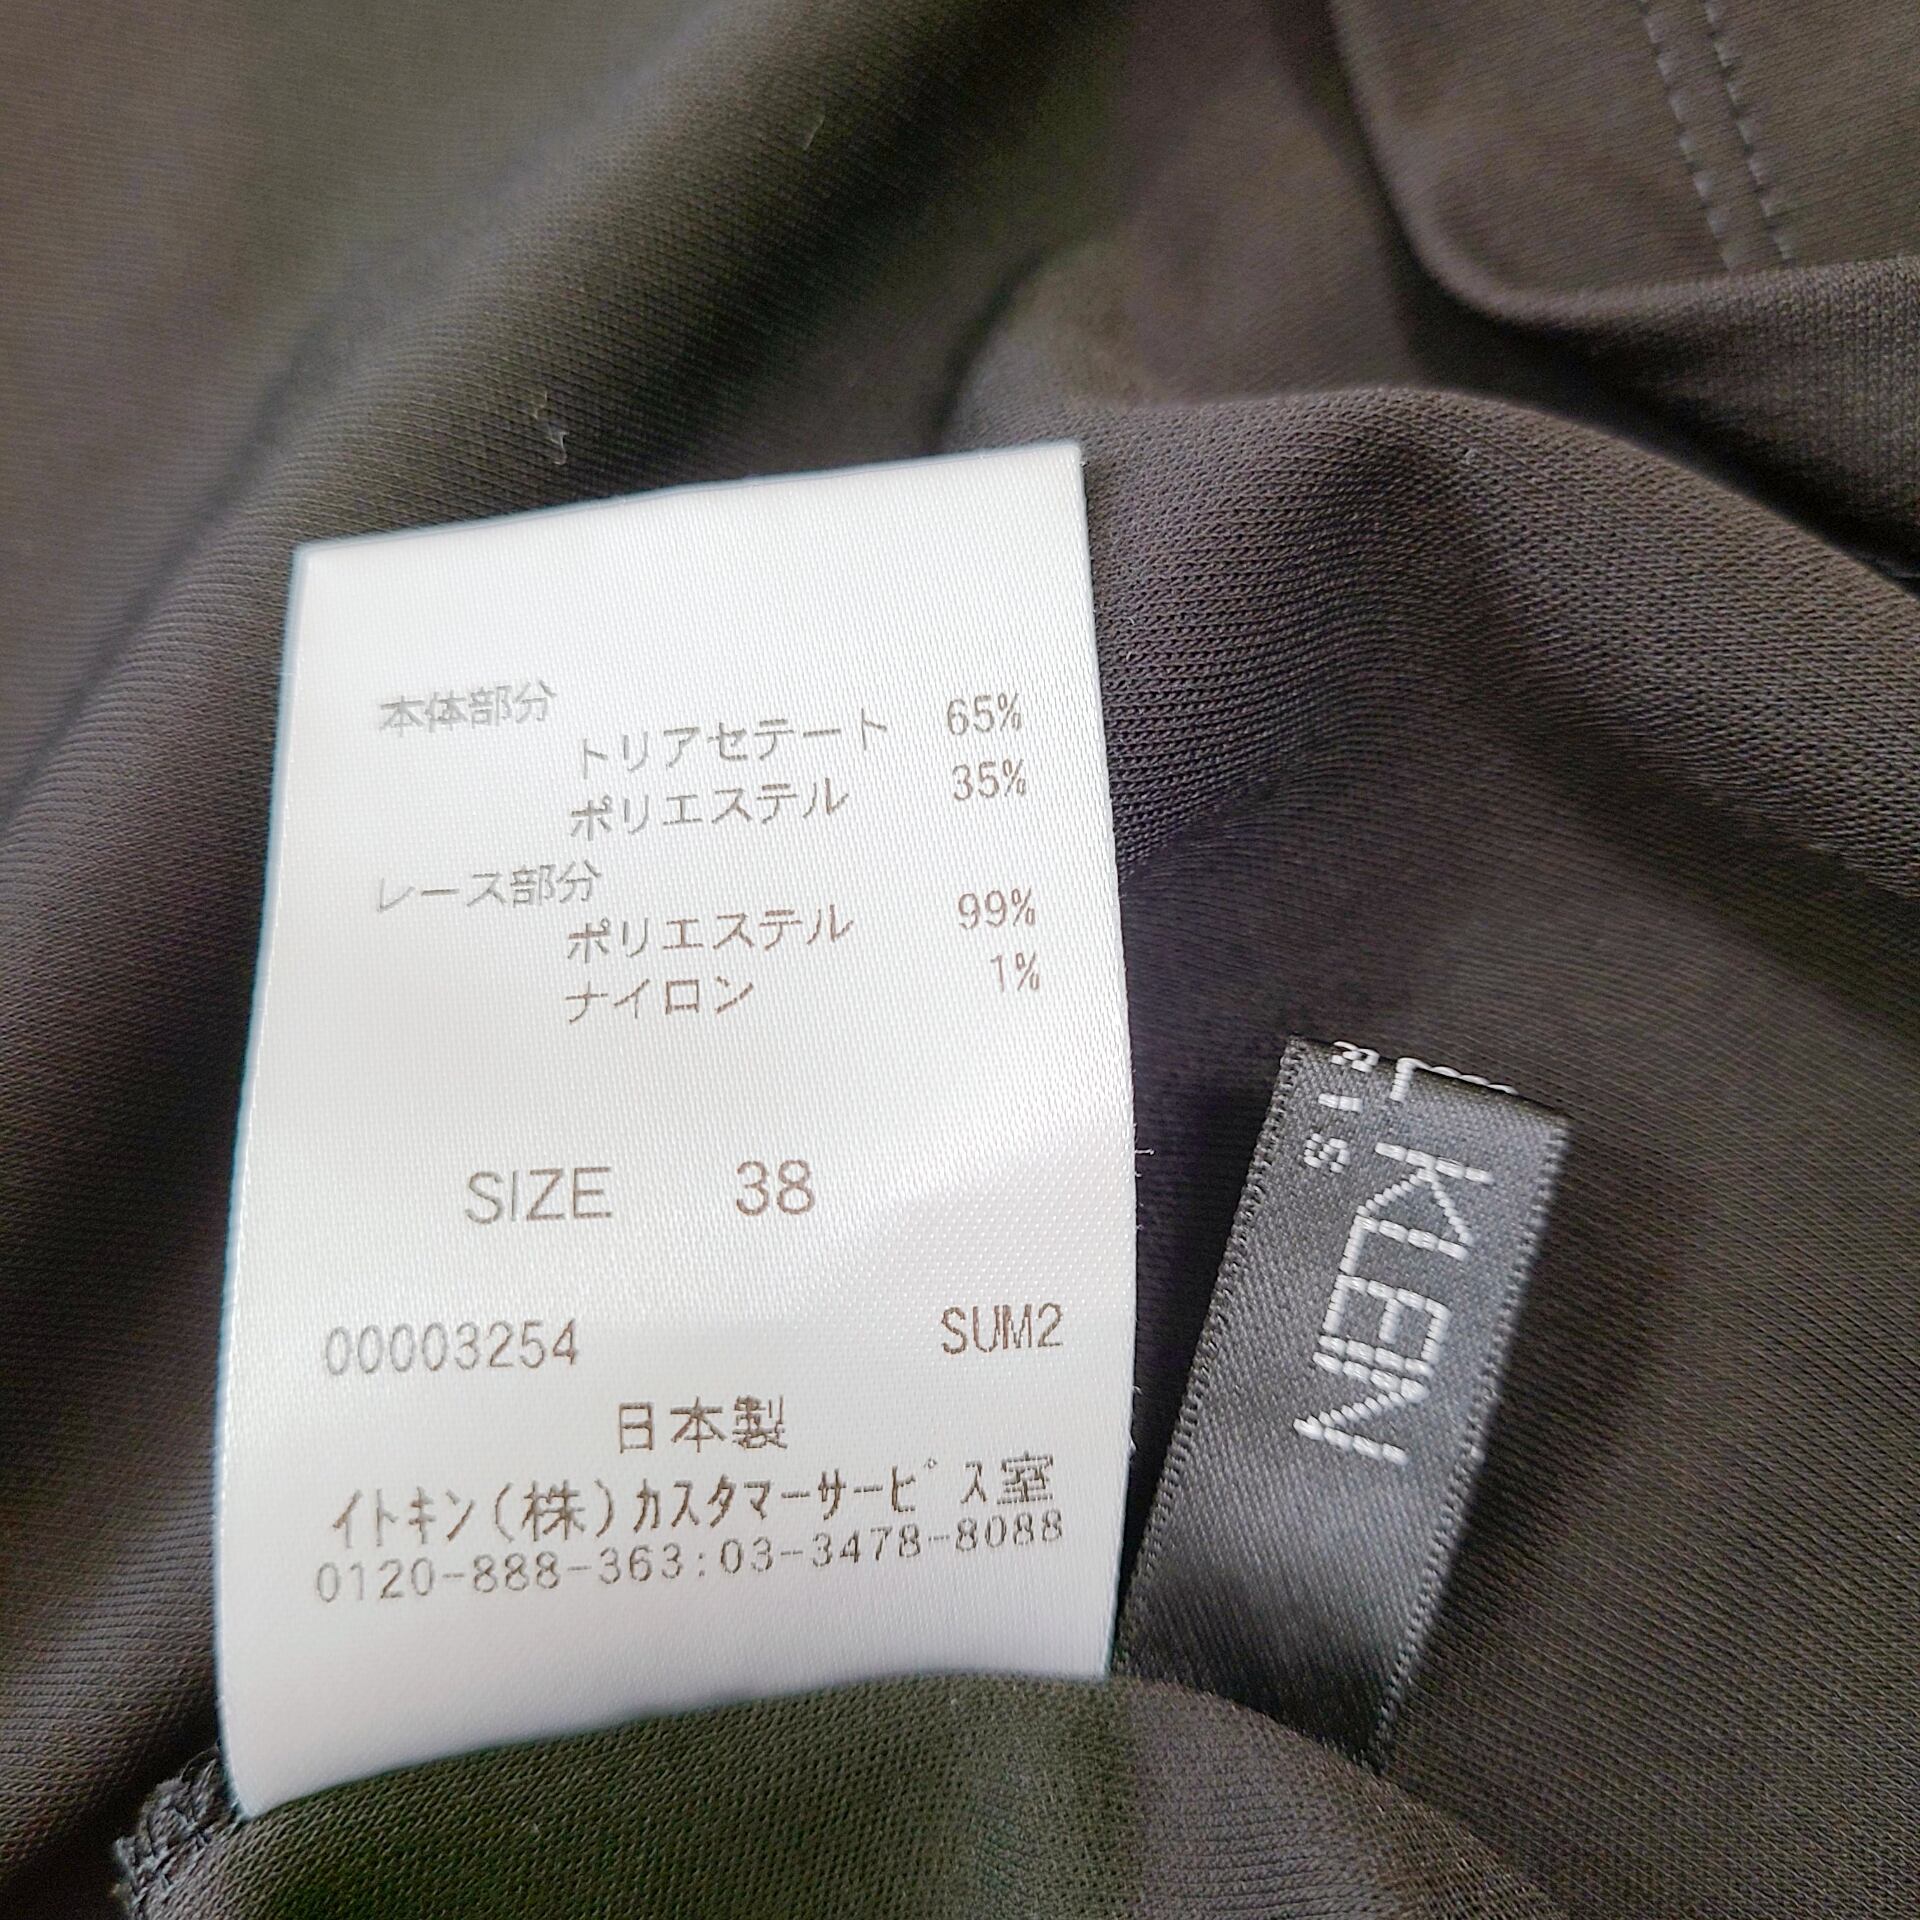 本体部分
トリアセテート 65%
ポリエステル 35%
レース部分
ポリエステル 99%
ナイロン 1%
SIZE 38
00003254 SUM2
日本製
イトキン(株)カスタマーサービス室
0120-888-363:03-3478-8088
KLEIN